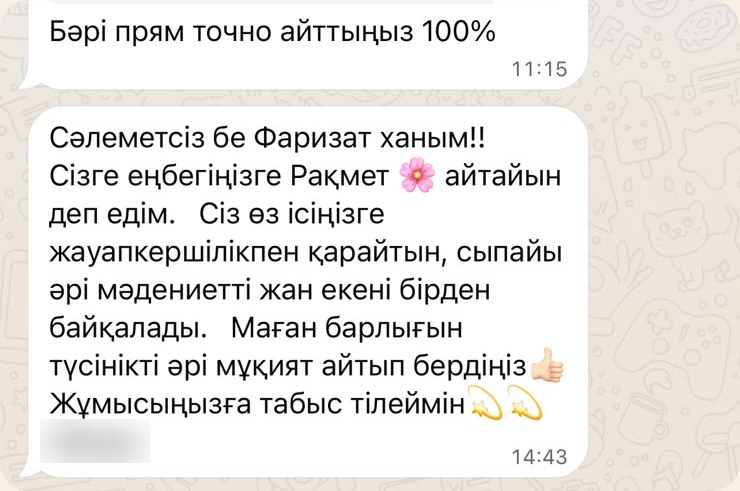 Бәрі прям точно айттыңыз 100%
11:15
Сәлеметсіз бе Фаризат ханым!!
Сізге еңбегіңізге Рақмет 🌸 айтайын
деп едім. Сіз өз ісіңізге
жауапкершілікпен қарайтын, сыпайы
әрі мәдениетті жан екені бірден
байқалады. Маған барлығын
түсінікті әрі мұқият айтып бердіңіз👍🏻
Жұмысыңызға табыс тілеймін💫💫
14:43